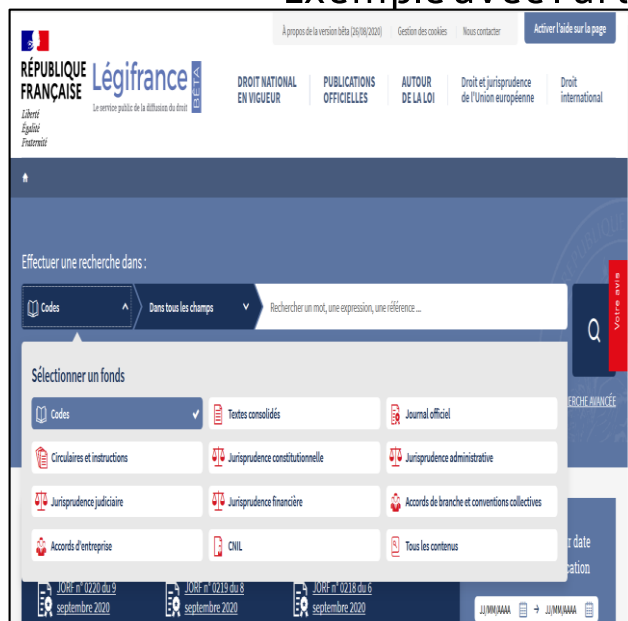 À propos de la version bêta (26/08/2020) Gestion des cookies Nous contacter Activer l'aide sur la page
RÉPUBLIQUE
FRANÇAISE
Liberté
Égalité
Fraternité
Légifrance BÊTA
Le service public de la diffusion du droit
DROIT NATIONAL
EN VIGUEUR
PUBLICATIONS
OFFICIELLES
AUTOUR
DE LA LOI
Droit et jurisprudence
de l'Union européenne
Droit
international
Effectuer une recherche dans :
Codes Dans tous les champs Rechercher un mot, une expression, une référence ...
Votre avis
Sélectionner un fonds
Codes Textes consolidés Journal officiel
Circulaires et instructions Jurisprudence constitutionnelle Jurisprudence administrative
Jurisprudence judiciaire Jurisprudence financière Accords de branche et conventions collectives
Accords d'entreprise CNIL Tous les contenus
ERCHE AVANCÉE
r date
cation
JORF n° 0220 du 9
septembre 2020
JORF n° 0219 du 8
septembre 2020
JORF n° 0218 du 6
septembre 2020
JJ/MM/AAAA → JJ/MM/AAAA